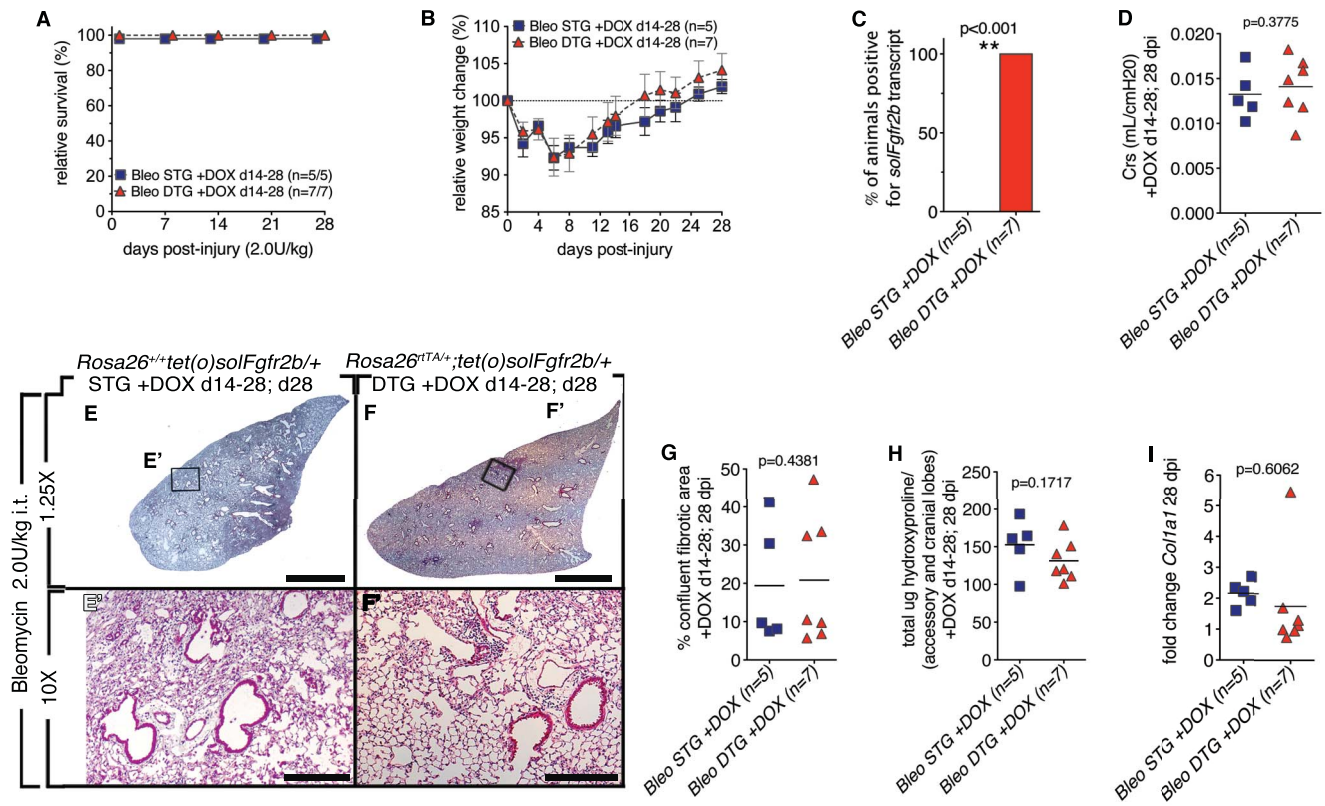 A
relative survival (%)
100
80
60
40
20
0
Bleo STG +DOX d14-28 (n=5/5)
Bleo DTG +DOX d14-28 (n=7/7)
0 7 14 21 28
days post-injury (2.0U/kg)
B
relative weight change (%)
110
105
100
95
90
85
Bleo STG +DOX d14-28 (n=5)
Bleo DTG +DCX d14-28 (n=7)
0 4 8 12 14 16 20 24 28
days post-injury
C
% of animals positive
for solFgfr2b transcript
p<0.001
**
100
50
0
Bleo STG +DOX (n=5)
Bleo DTG +DOX (n=7)
D
p=0.3775
Crs (mL/cmH20)
+DOX d14-28; 28 dpi
0.020
0.015
0.010
0.005
0.000
Bleo STG +DOX (n=5)
Bleo DTG +DOX (n=7)
Rosa26+/+tet(o)solFgfr2b/+
STG +DOX d14-28; d28
Rosa26rtTA/+;tet(o)solFgfr2b/+
DTG +DOX d14-28; d28
Bleomycin 2.0U/kg i.t.
1.25X
10X
E
E'
F
F'
E'
F'
G
p=0.4381
% confluent fibrotic area
+DOX d14-28; 28 dpi
50
40
30
20
10
0
Bleo STG +DOX (n=5)
Bleo DTG +DOX (n=7)
H
p=0.1717
total ug hydroxyproline/
(accessory and cranial lobes)
+DOX d14-28; 28 dpi
250
200
150
100
50
0
Bleo STG +DOX (n=5)
Bleo DTG +DOX (n=7)
I
p=0.6062
fold change Col1a1 28 dpi
6
5
4
3
2
1
0
Bleo STG +DOX (n=5)
Bleo DTG +DOX (n=7)